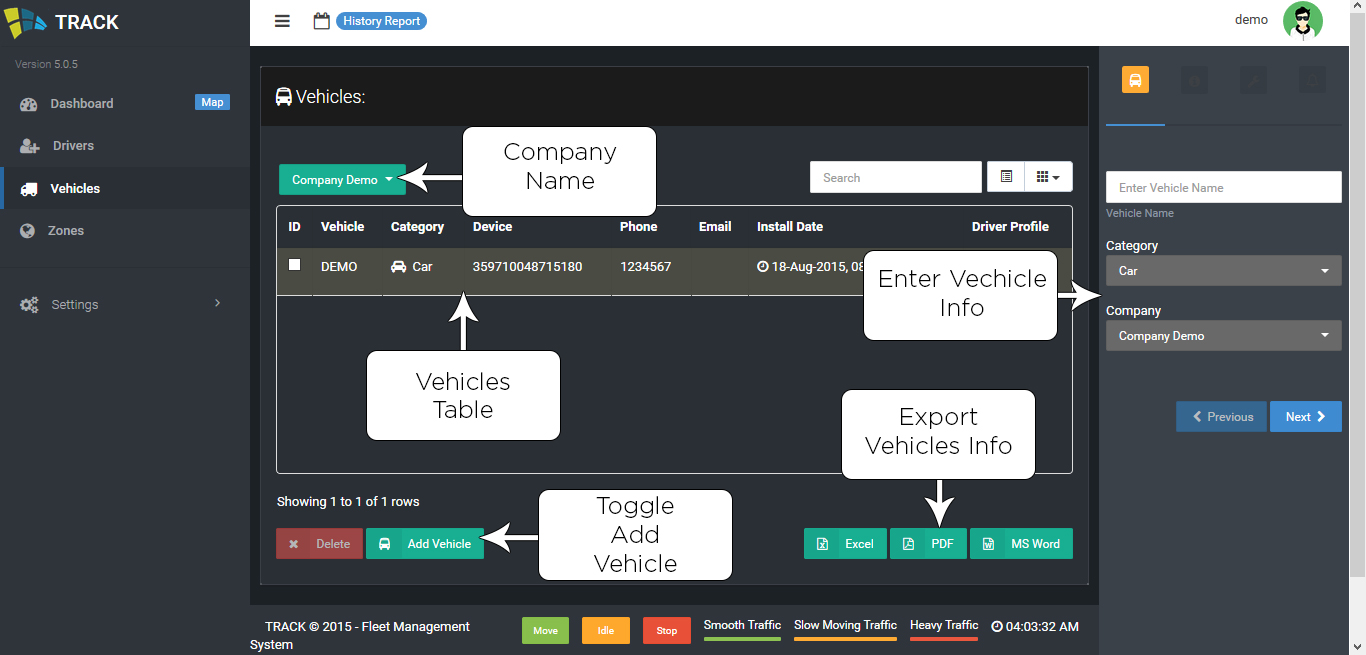 TRACK
History Report
demo
Version 5.0.5
Dashboard
Map
Drivers
Vehicles
Zones
Settings
Vehicles:
Company Demo
Company
Name
Search
ID Vehicle Category Device Phone Email Install Date Driver Profile
DEMO Car 359710048715180 1234567 18-Aug-2015, 08
Enter Vechicle
Info
Vehicles
Table
Export
Vehicles Info
Showing 1 to 1 of 1 rows
Delete
Add Vehicle
Toggle
Add
Vehicle
Excel
PDF
MS Word
Enter Vehicle Name
Vehicle Name
Category
Car
Company
Company Demo
Previous
Next
TRACK © 2015 - Fleet Management
System
Move
Idle
Stop
Smooth Traffic
Slow Moving Traffic
Heavy Traffic
04:03:32 AM